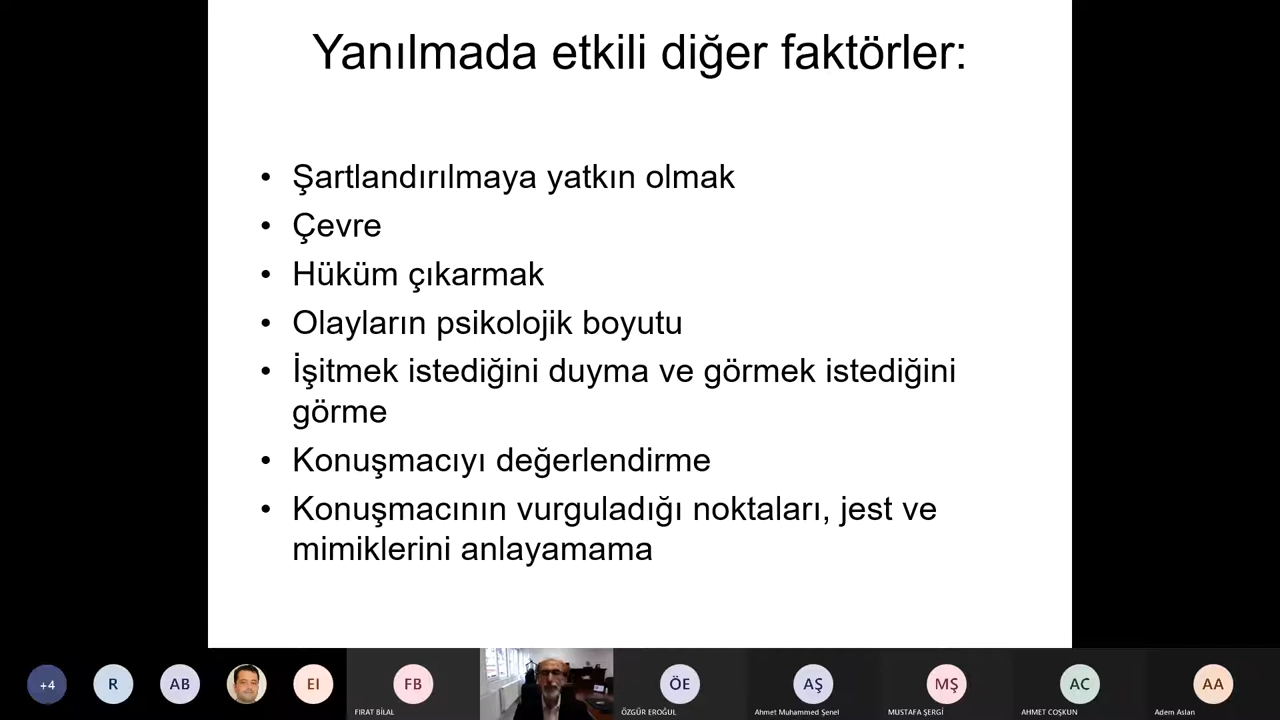 Yanılmada etkili diğer faktörler:
• Şartlandırılmaya yatkın olmak
• Çevre
• Hüküm çıkarmak
• Olayların psikolojik boyutu
• İşitmek istediğini duyma ve görmek istediğini
görme
• Konuşmacıyı değerlendirme
• Konuşmacının vurguladığı noktaları, jest ve
mimiklerini anlayamama
+4
R
AB
EI
FB
ÖE
AŞ
MŞ
AC
AA
FIRAT BİLAL
ÖZGÜR EROĞUL
Ahmet Muhammed Şenel
MUSTAFA ŞERGİ
AHMET COŞKUN
Adem Aslan